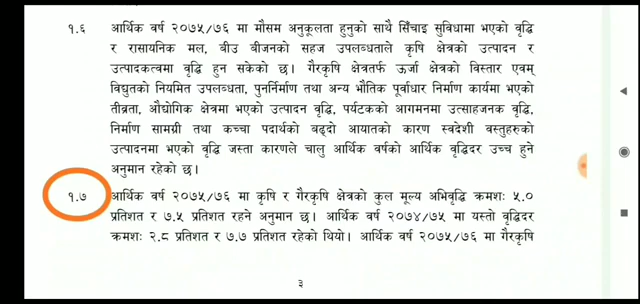 १.६ आर्थिक वर्ष २०७५/७६ मा मौसम अनुकूलता हुनुको साथै सिँचाइ सुविधामा भएको वृद्धि
र रासायनिक मल, बीउ बीजनको सहज उपलब्धताले कृषि क्षेत्रको उत्पादन र
उत्पादकत्वमा वृद्धि हुन सकेको छ। गैरकृषि क्षेत्रतर्फ ऊर्जा क्षेत्रको विस्तार एवम्
विद्युतको नियमित उपलब्धता, पुनर्निर्माण तथा अन्य भौतिक पूर्वाधार निर्माण कार्यमा भएको
तीव्रता, औद्योगिक क्षेत्रमा भएको उत्पादन वृद्धि, पर्यटकको आगमनमा उत्साहजनक वृद्धि,
निर्माण सामग्री तथा कच्चा पदार्थको बढ्दो आयातको कारण स्वदेशी वस्तुहरुको
उत्पादनमा भएको वृद्धि जस्ता कारणले चालु आर्थिक वर्षको आर्थिक वृद्धिदर उच्च हुने
अनुमान रहेको छ।
१.७ आर्थिक वर्ष २०७५/७६ मा कृषि र गैरकृषि क्षेत्रको कुल मूल्य अभिवृद्धि क्रमशः ५.०
प्रतिशत र ७.५ प्रतिशत रहने अनुमान छ। आर्थिक वर्ष २०७४/७५ मा यस्तो वृद्धिदर
क्रमशः २.८ प्रतिशत र ७.७ प्रतिशत रहेको थियो। आर्थिक वर्ष २०७५/७६ मा गैरकृषि
३